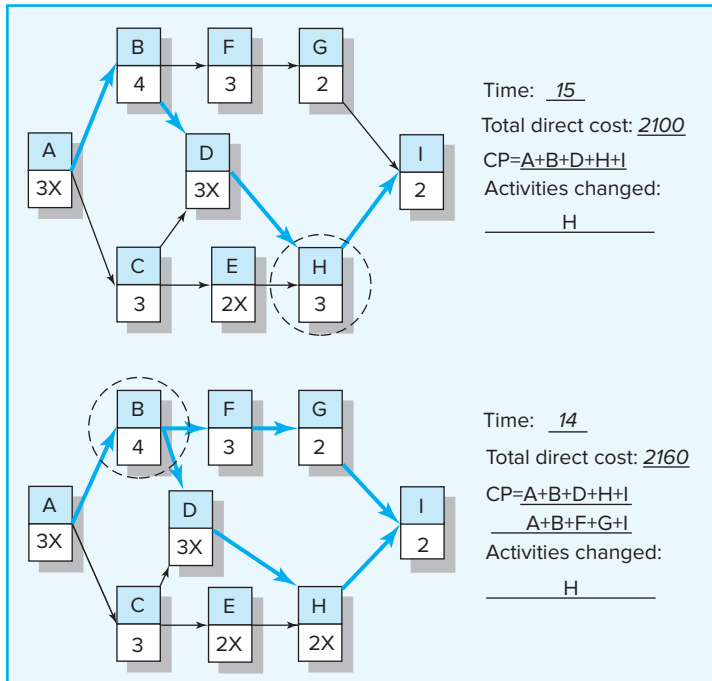 B F G
4 3 2
Time: 15
Total direct cost: 2100
A D I
CP=A+B+D+H+I
3X 3X 2
Activities changed:
H
C E H
3 2X 3
B F G
4 3 2
Time: 14
Total direct cost: 2160
A D I
CP=A+B+D+H+I
A+B+F+G+I
3X 3X 2
Activities changed:
H
C E H
3 2X 2X